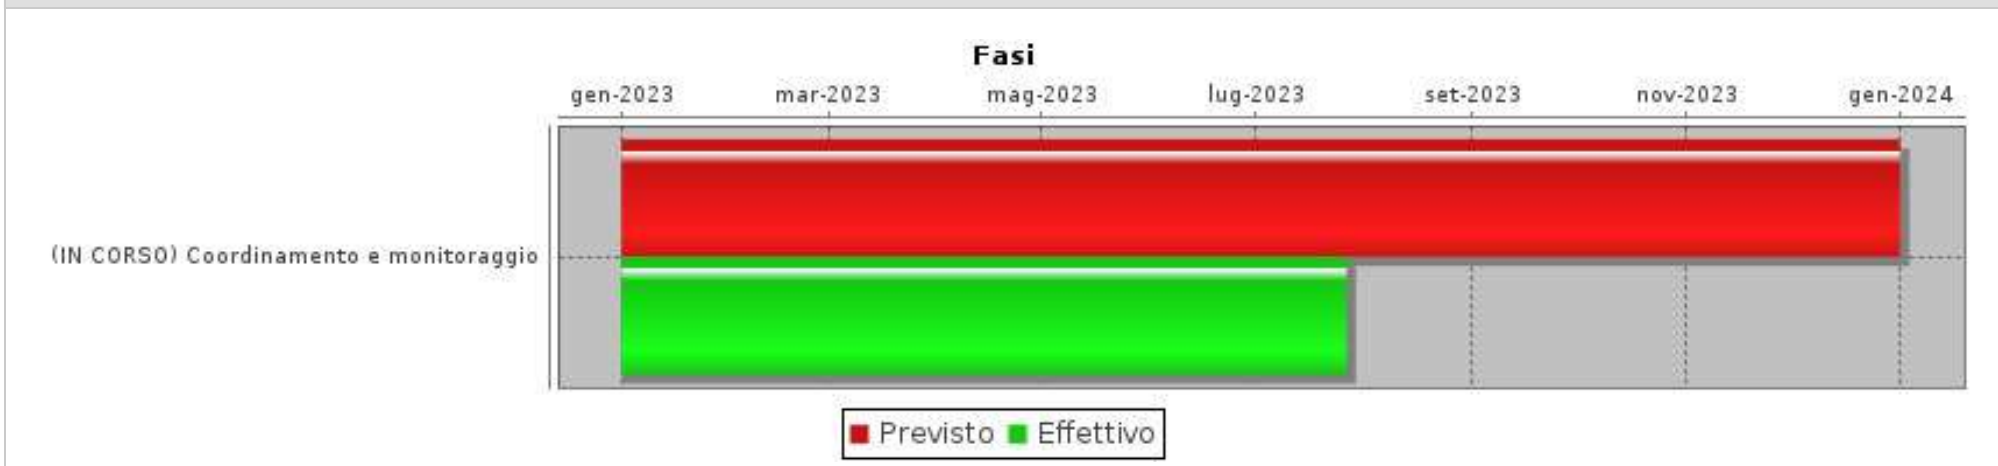 Fasi
gen-2023 mar-2023 mag-2023 lug-2023 set-2023 nov-2023 gen-2024
(IN CORSO) Coordinamento e monitoraggio
Previsto Effettivo